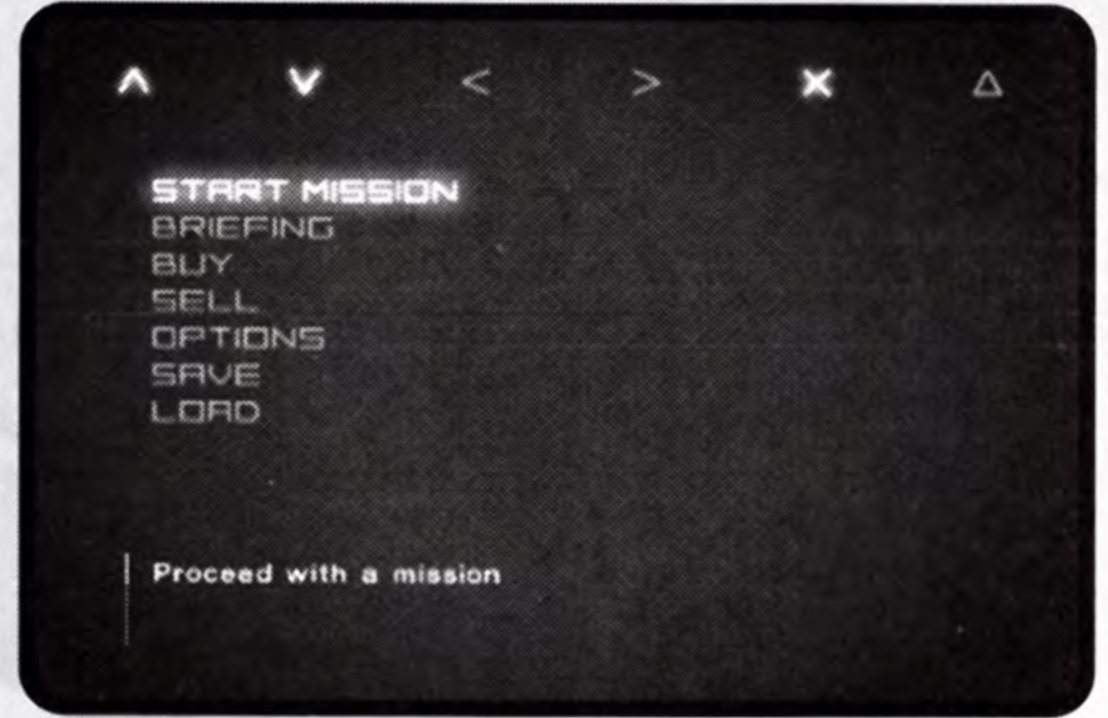 START MISSION
BRIEFING
BUY
SELL
OPTIONS
SAVE
LOAD
Proceed with a mission